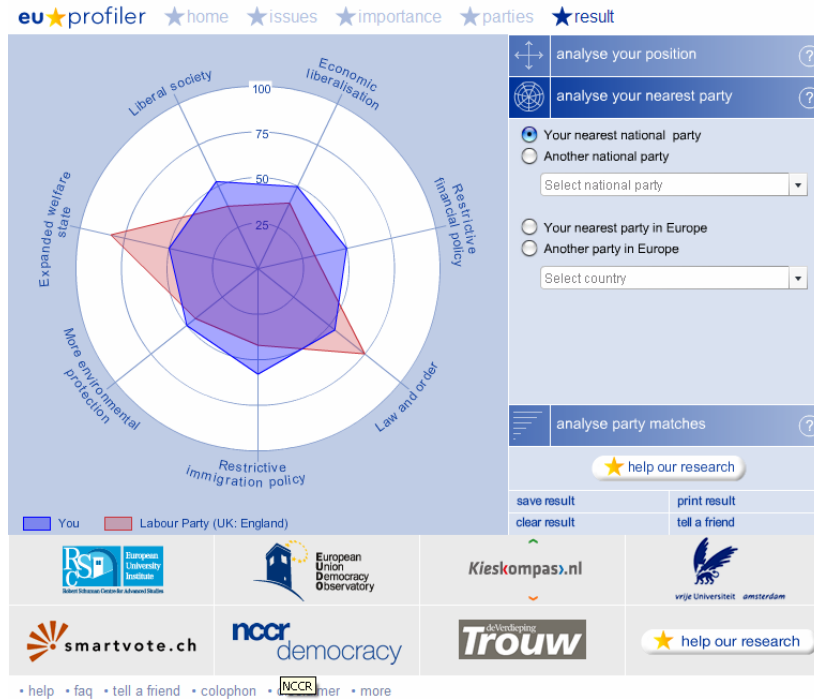 eu profiler home issues importance parties result
Liberal society
Economic
liberalisation
Restrictive
financial policy
Law and order
Restrictive
immigration policy
More environmental
protection
Expanded welfare
state
100
75
50
25
You Labour Party (UK: England)
analyse your position ?
analyse your nearest party ?
Your nearest national party
Another national party
Select national party
Your nearest party in Europe
Another party in Europe
Select country
analyse party matches ?
help our research
save result print result
clear result tell a friend
RSC
European
University
Institute
Robert Schuman Centre for Advanced Studies
European
Union
Democracy
Observatory
Kieskompas.nl
vrije Universiteit amsterdam
smartvote.ch
nccr
democracy
deVerdieping
Trouw
help our research
• help • faq • tell a friend • colophon • mer • more
NCCR